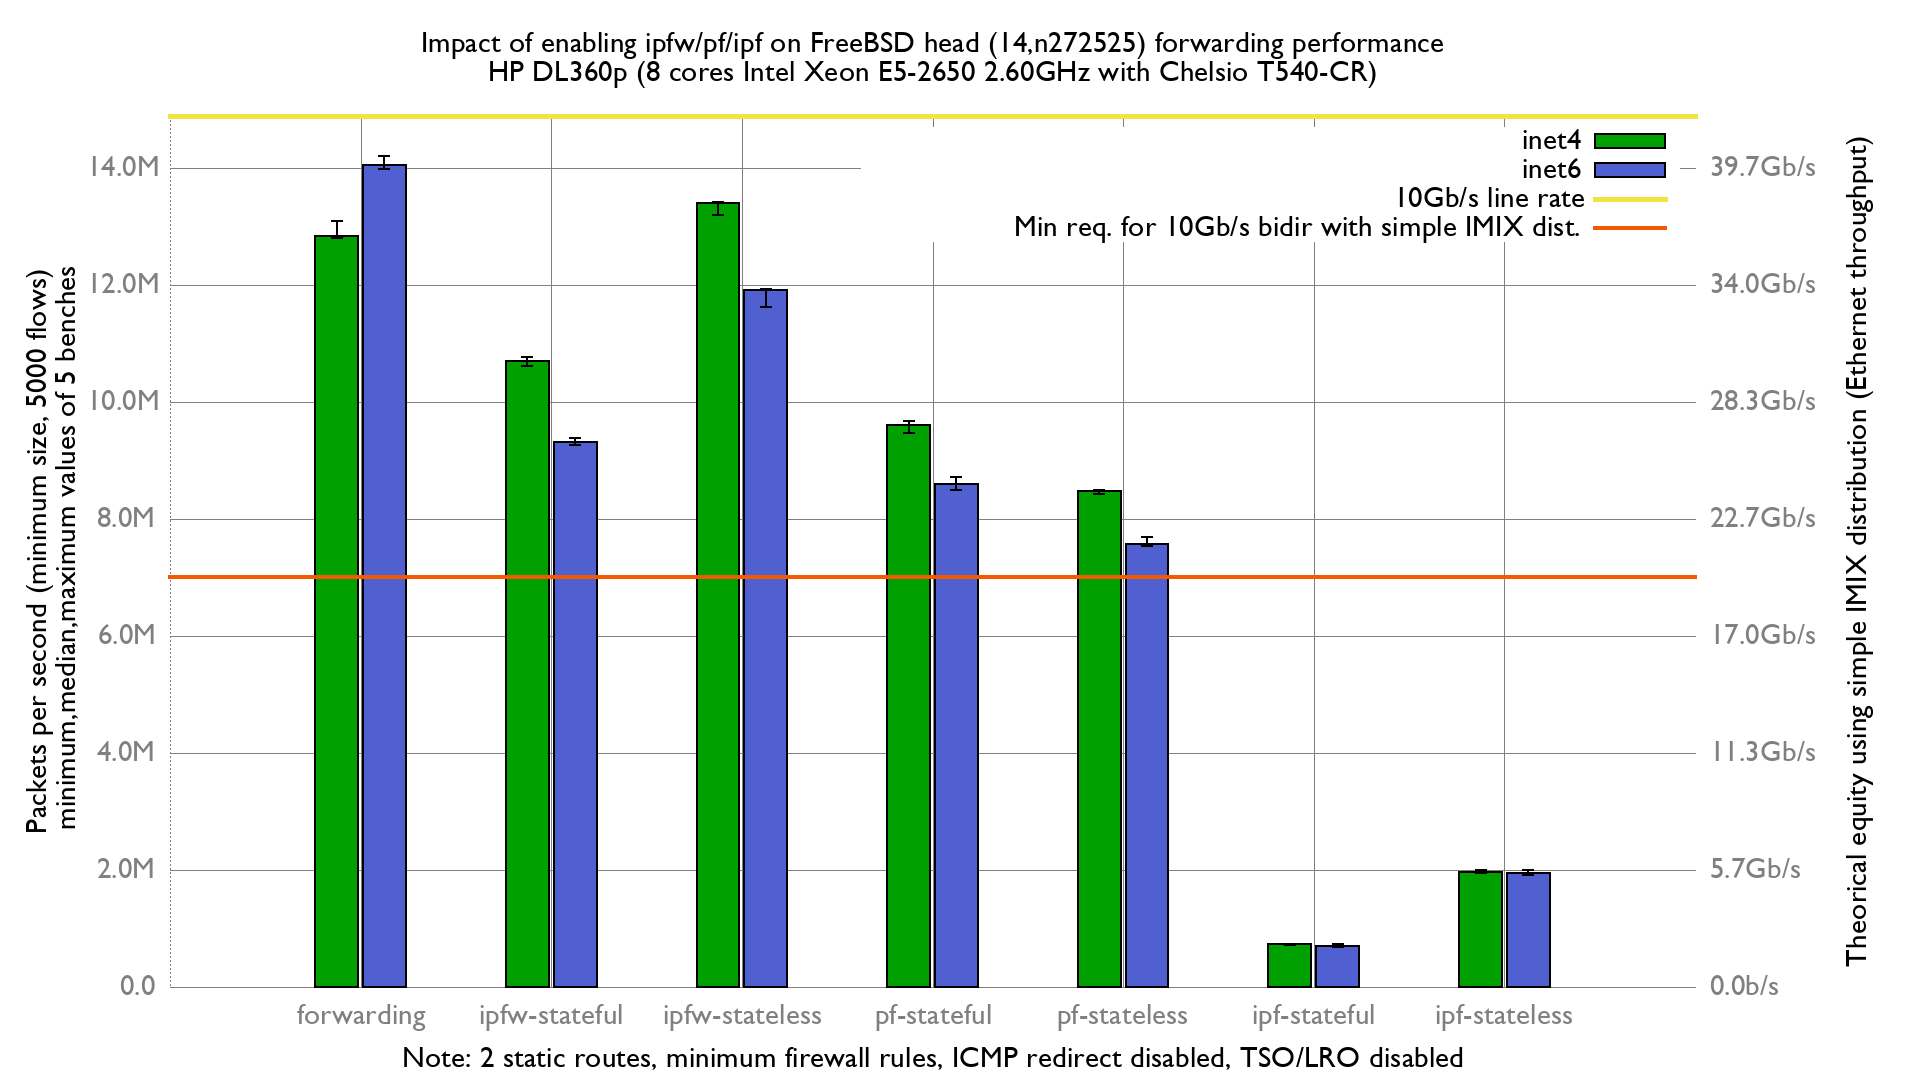 Impact of enabling ipfw/pf/ipf on FreeBSD head (14,n272525) forwarding performance
HP DL360p (8 cores Intel Xeon E5-2650 2.60GHz with Chelsio T540-CR)
inet4
inet6
10Gb/s line rate
Min req. for 10Gb/s bidir with simple IMIX dist.
Packets per second (minimum size, 5000 flows)
minimum,median,maximum values of 5 benches
14.0M
12.0M
10.0M
8.0M
6.0M
4.0M
2.0M
0.0
39.7Gb/s
34.0Gb/s
28.3Gb/s
22.7Gb/s
17.0Gb/s
11.3Gb/s
5.7Gb/s
0.0b/s
Theorical equity using simple IMIX distribution (Ethernet throughput)
forwarding
ipfw-stateful
ipfw-stateless
pf-stateful
pf-stateless
ipf-stateful
ipf-stateless
Note: 2 static routes, minimum firewall rules, ICMP redirect disabled, TSO/LRO disabled